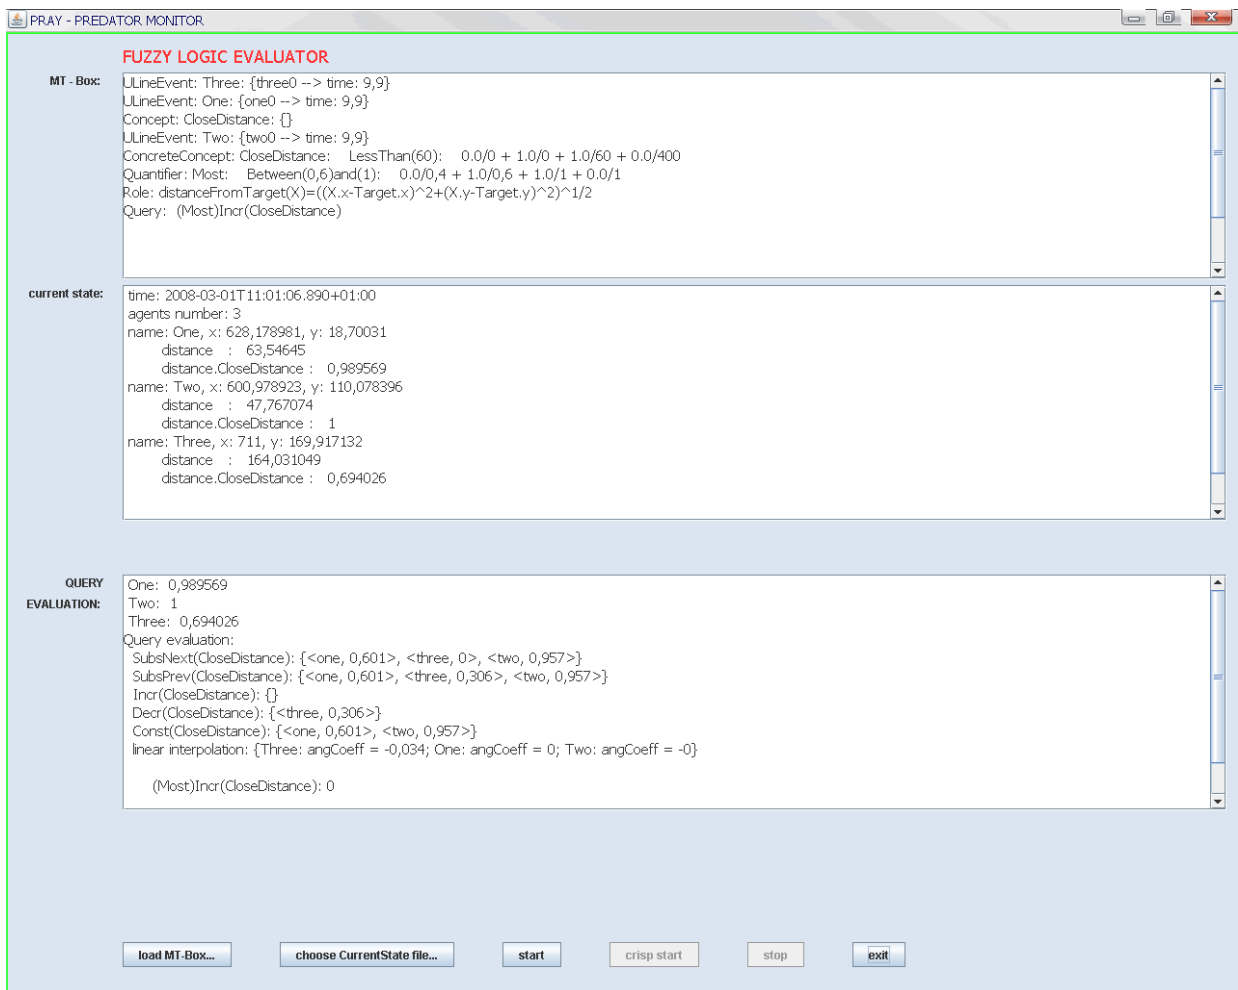 PRAY - PREDATOR MONITOR
FUZZY LOGIC EVALUATOR
MT - Box:
ULineEvent: Three: {three0 --> time: 9,9}
ULineEvent: One: {one0 --> time: 9,9}
Concept: CloseDistance: {}
ULineEvent: Two: {two0 --> time: 9,9}
ConcreteConcept: CloseDistance: LessThan(60): 0.0/0 + 1.0/0 + 1.0/60 + 0.0/400
Quantifier: Most: Between(0,6)and(1): 0.0/0,4 + 1.0/0,6 + 1.0/1 + 0.0/1
Role: distanceFromTarget(X)=((X.x-Target.x)^2+(X.y-Target.y)^2)^1/2
Query: (Most)Incr(CloseDistance)
current state:
time: 2008-03-01T11:01:06.890+01:00
agents number: 3
name: One, x: 628,178981, y: 18,70031
distance : 63,54645
distance.CloseDistance : 0,989569
name: Two, x: 600,978923, y: 110,078396
distance : 47,767074
distance.CloseDistance : 1
name: Three, x: 711, y: 169,917132
distance : 164,031049
distance.CloseDistance : 0,694026
QUERY
EVALUATION:
One: 0,989569
Two: 1
Three: 0,694026
Query evaluation:
SubsNext(CloseDistance): {<one, 0,601>, <three, 0>, <two, 0,957>}
SubsPrev(CloseDistance): {<one, 0,601>, <three, 0,306>, <two, 0,957>}
Incr(CloseDistance): {}
Decr(CloseDistance): {<three, 0,306>}
Const(CloseDistance): {<one, 0,601>, <two, 0,957>}
linear interpolation: {Three: angCoeff = -0,034; One: angCoeff = 0; Two: angCoeff = -0}
(Most)Incr(CloseDistance): 0
load MT-Box... choose CurrentState file... start crisp start stop exit